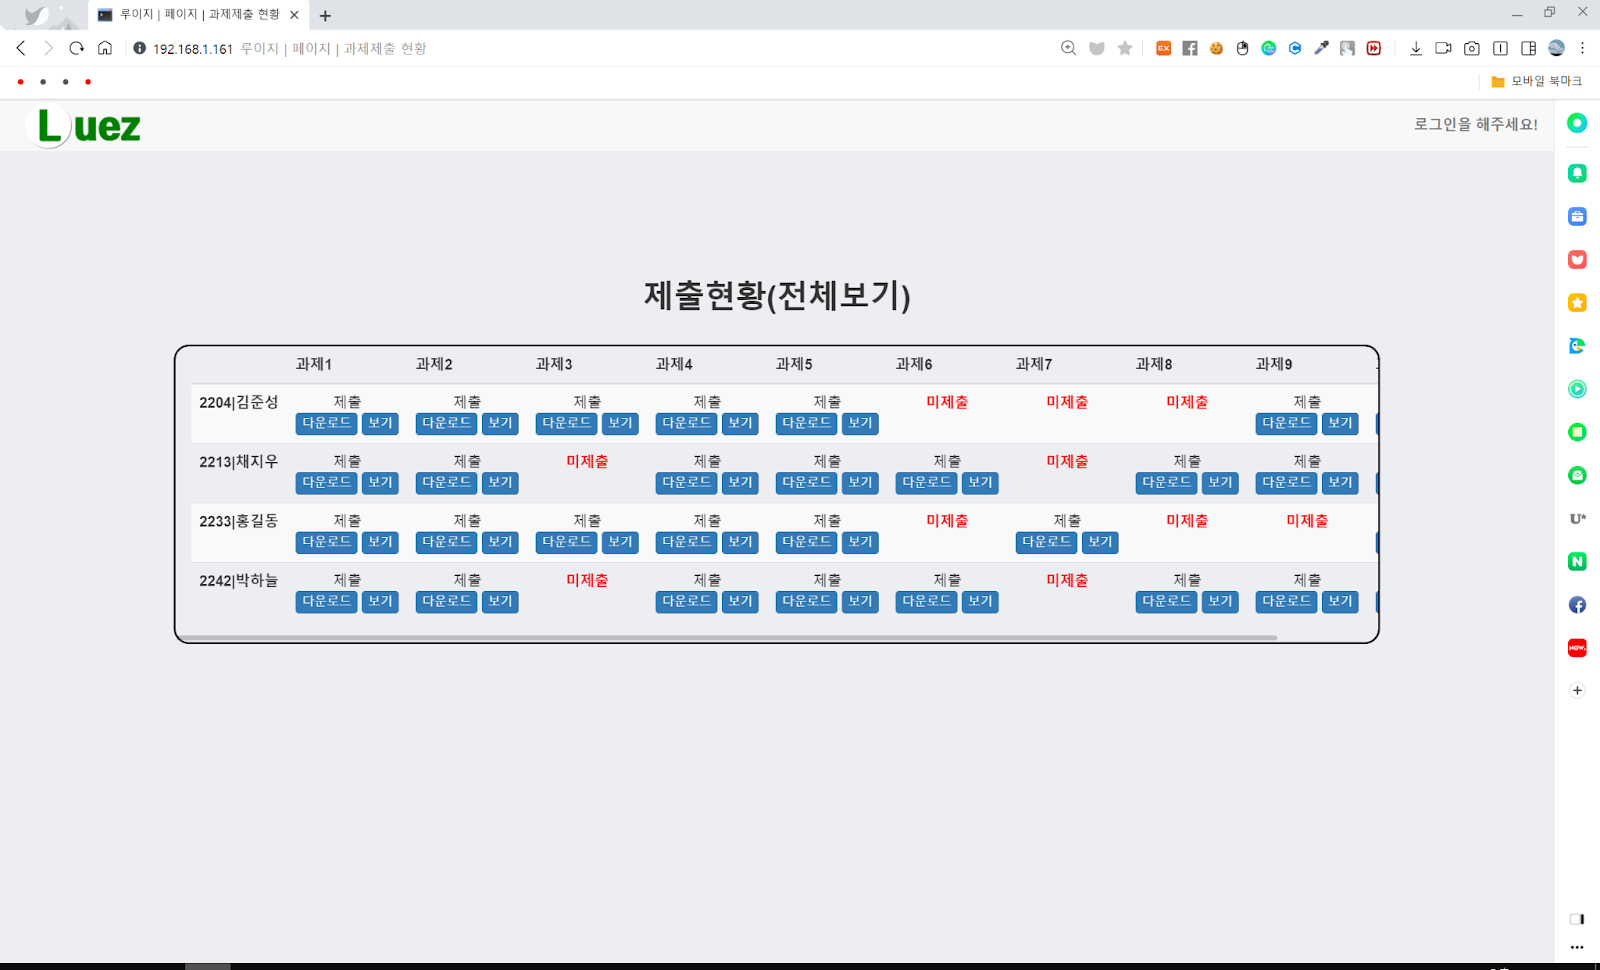 루이지 | 페이지 | 과제제출 현황
192.168.1.161 루이지 | 페이지 | 과제제출 현황
모바일 북마크
Luez
로그인을 해주세요!
제출현황(전체보기)
과제1 과제2 과제3 과제4 과제5 과제6 과제7 과제8 과제9
2204|김준성 제출 제출 제출 제출 제출 미제출 미제출 미제출 제출
다운로드 보기 다운로드 보기 다운로드 보기 다운로드 보기 다운로드 보기 다운로드 보기
2213|채지우 제출 제출 미제출 제출 제출 제출 미제출 제출 제출
다운로드 보기 다운로드 보기 다운로드 보기 다운로드 보기 다운로드 보기 다운로드 보기 다운로드 보기
2233|홍길동 제출 제출 제출 제출 제출 미제출 제출 미제출 미제출
다운로드 보기 다운로드 보기 다운로드 보기 다운로드 보기 다운로드 보기 다운로드 보기
2242|박하늘 제출 제출 미제출 제출 제출 제출 미제출 제출 제출
다운로드 보기 다운로드 보기 다운로드 보기 다운로드 보기 다운로드 보기 다운로드 보기 다운로드 보기
EX
U+
N
NOW.